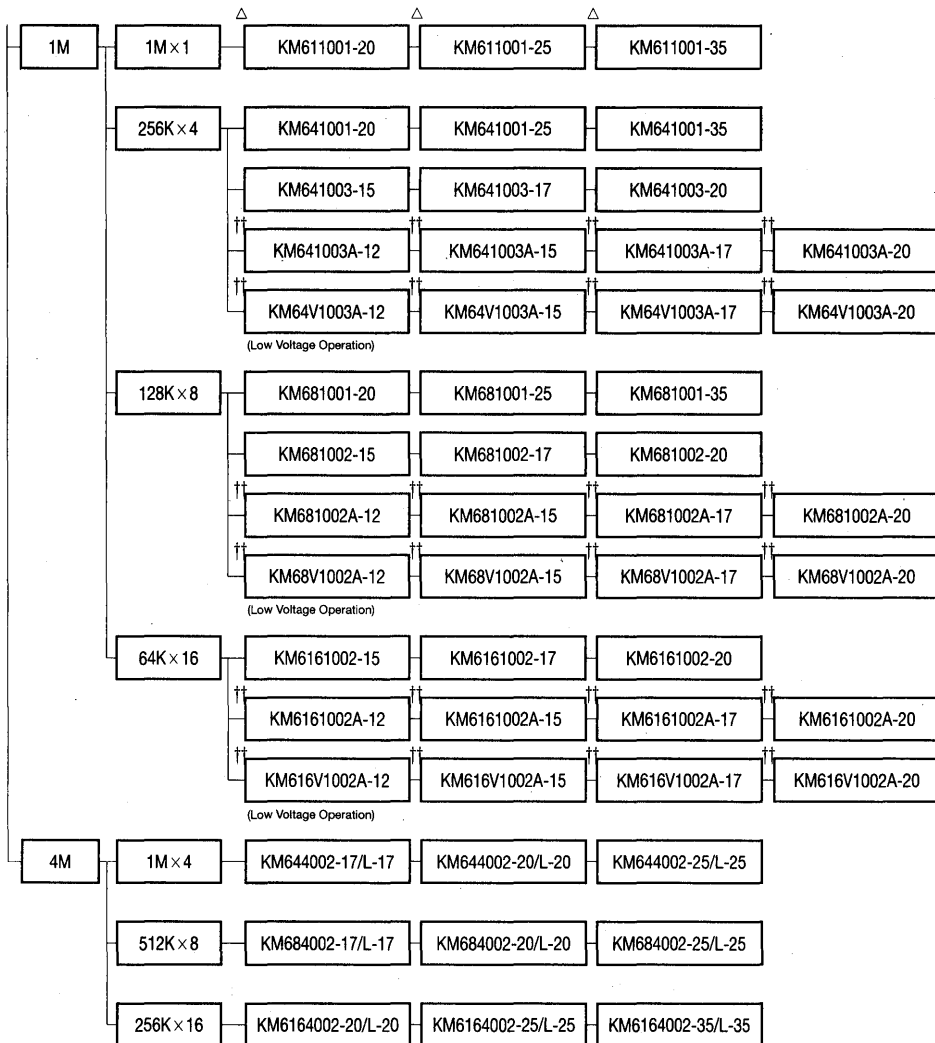 △ △ △
1M 1M×1 KM611001-20 KM611001-25 KM611001-35
256K×4 KM641001-20 KM641001-25 KM641001-35
KM641003-15 KM641003-17 KM641003-20
†† †† †† ††
KM641003A-12 KM641003A-15 KM641003A-17 KM641003A-20
†† †† †† ††
KM64V1003A-12 KM64V1003A-15 KM64V1003A-17 KM64V1003A-20
(Low Voltage Operation)
128K×8 KM681001-20 KM681001-25 KM681001-35
KM681002-15 KM681002-17 KM681002-20
†† †† †† ††
KM681002A-12 KM681002A-15 KM681002A-17 KM681002A-20
†† †† †† ††
KM68V1002A-12 KM68V1002A-15 KM68V1002A-17 KM68V1002A-20
(Low Voltage Operation)
64K×16 KM6161002-15 KM6161002-17 KM6161002-20
†† †† †† ††
KM6161002A-12 KM6161002A-15 KM6161002A-17 KM6161002A-20
†† †† †† ††
KM616V1002A-12 KM616V1002A-15 KM616V1002A-17 KM616V1002A-20
(Low Voltage Operation)
4M 1M×4 KM644002-17/L-17 KM644002-20/L-20 KM644002-25/L-25
512K×8 KM684002-17/L-17 KM684002-20/L-20 KM684002-25/L-25
256K×16 KM6164002-20/L-20 KM6164002-25/L-25 KM6164002-35/L-35